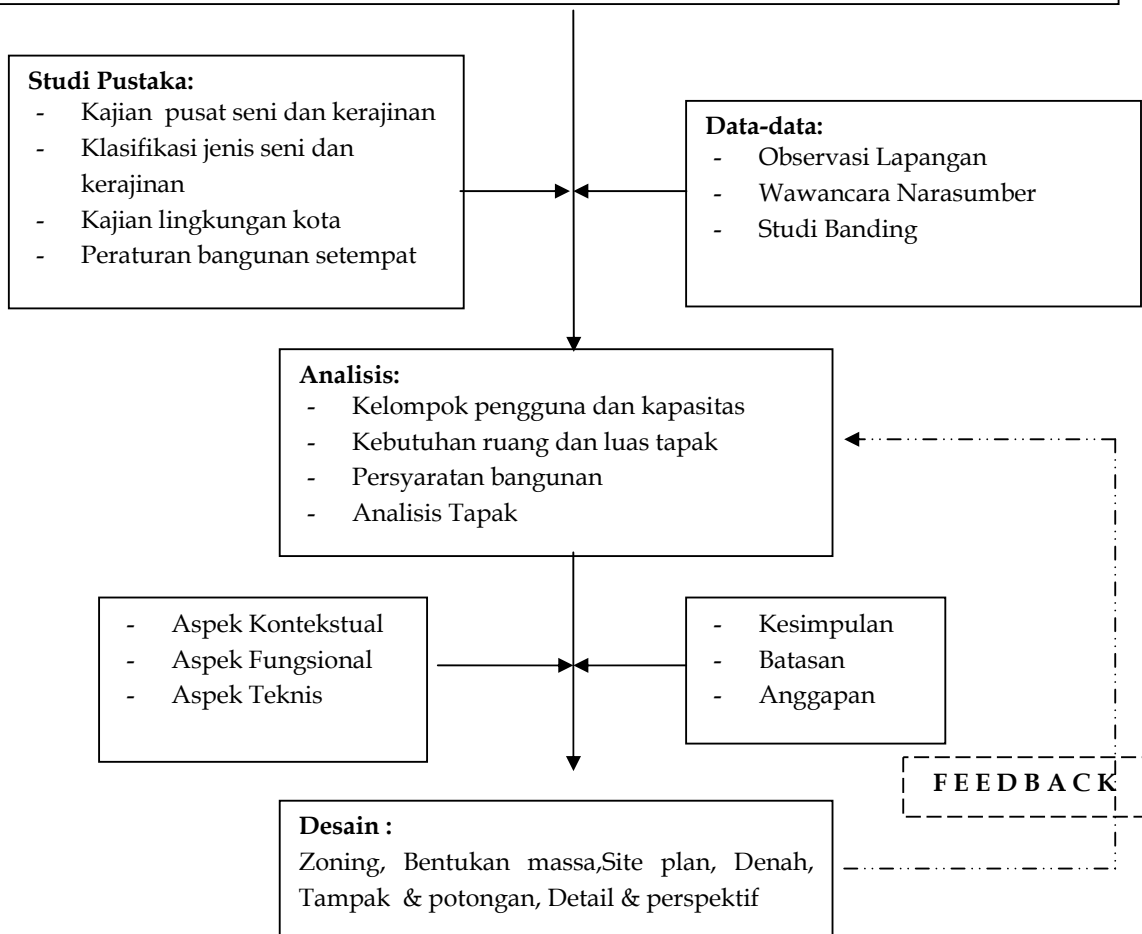 Studi Pustaka:
- Kajian pusat seni dan kerajinan
- Klasifikasi jenis seni dan
kerajinan
- Kajian lingkungan kota
- Peraturan bangunan setempat
Data-data:
- Observasi Lapangan
- Wawancara Narasumber
- Studi Banding
Analisis:
- Kelompok pengguna dan kapasitas
- Kebutuhan ruang dan luas tapak
- Persyaratan bangunan
- Analisis Tapak
- Aspek Kontekstual
- Aspek Fungsional
- Aspek Teknis
- Kesimpulan
- Batasan
- Anggapan
F E E D B A C K
Desain :
Zoning, Bentukan massa,Site plan, Denah,
Tampak & potongan, Detail & perspektif